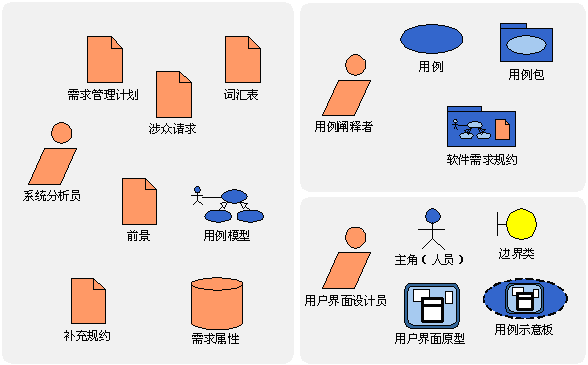 需求管理计划
词汇表
涉众请求
系统分析员
前景
用例模型
补充规约
需求属性
用例
用例包
用例阐释者
软件需求规约
主角（人员）
边界类
用户界面设计员
用户界面原型
用例示意板